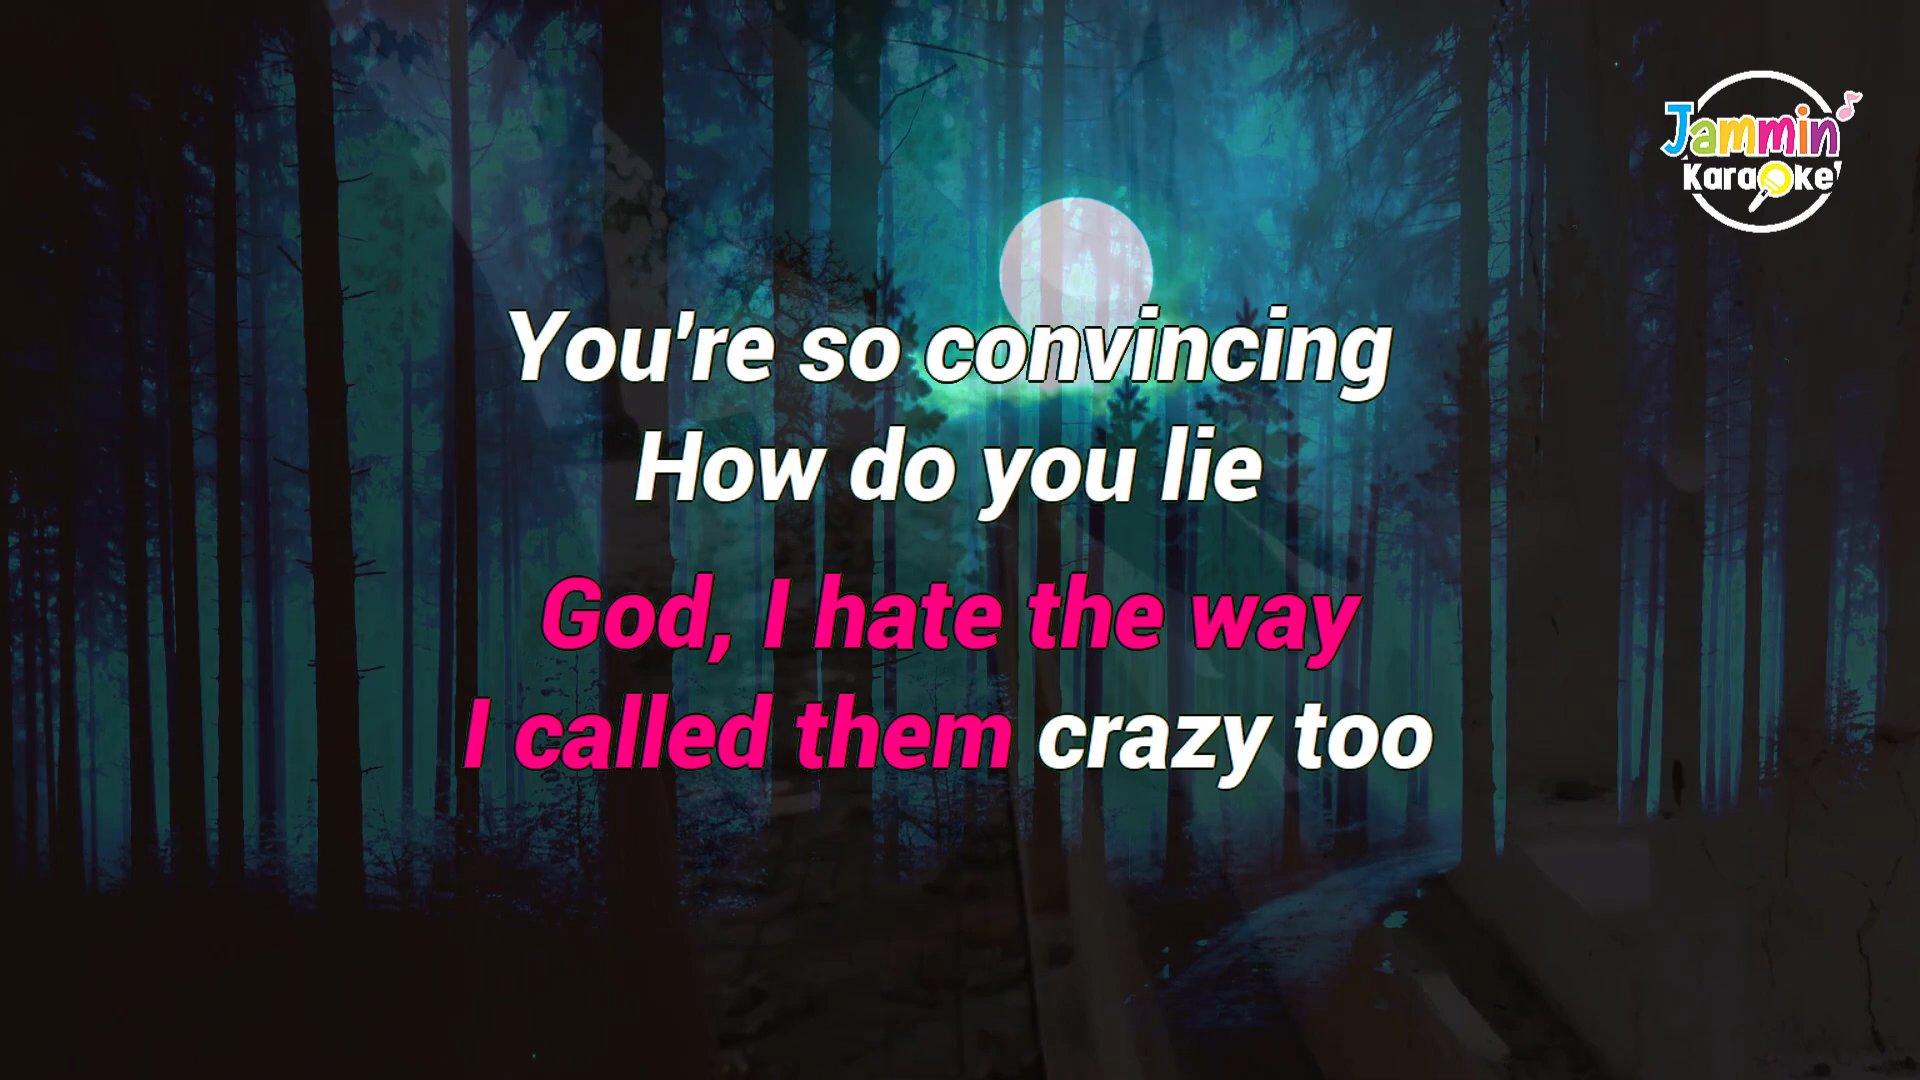 Jammin'
Karaoke
You're so convincing
How do you lie
God, I hate the way
I called them crazy too